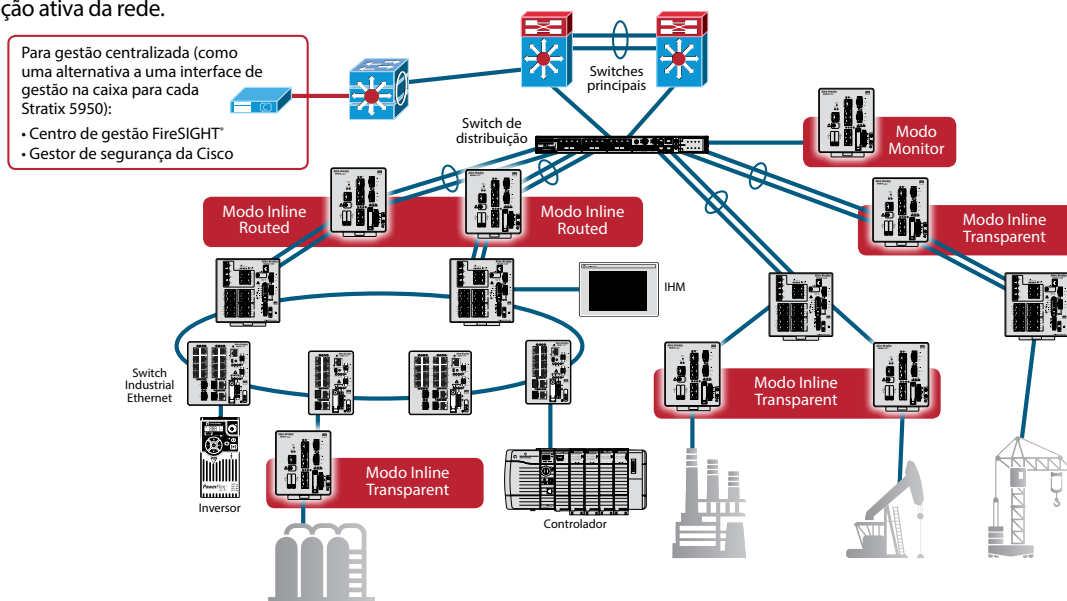 ção ativa da rede.
Para gestão centralizada (como
uma alternativa a uma interface de
gestão na caixa para cada
Stratix 5950):
• Centro de gestão FireSIGHT®
• Gestor de segurança da Cisco
Switches
principais
Switch de
distribuição
Modo
Monitor
Modo Inline
Routed
Modo Inline
Routed
Modo Inline
Transparent
IHM
Switch
Industrial
Ethernet
Modo Inline
Transparent
Modo Inline
Transparent
PowerFlex
Inversor
Controlador